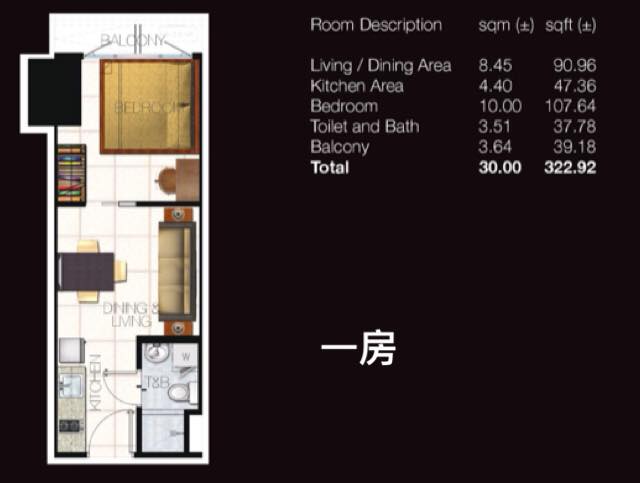 Room Description sqm (±) sqft (±)
Living / Dining Area 8.45 90.96
Kitchen Area 4.40 47.36
Bedroom 10.00 107.64
Toilet and Bath 3.51 37.78
Balcony 3.64 39.18
Total 30.00 322.92
BALCONY
BEDROOM
DINING &
LIVING
KITCHEN
W
T&B
一房